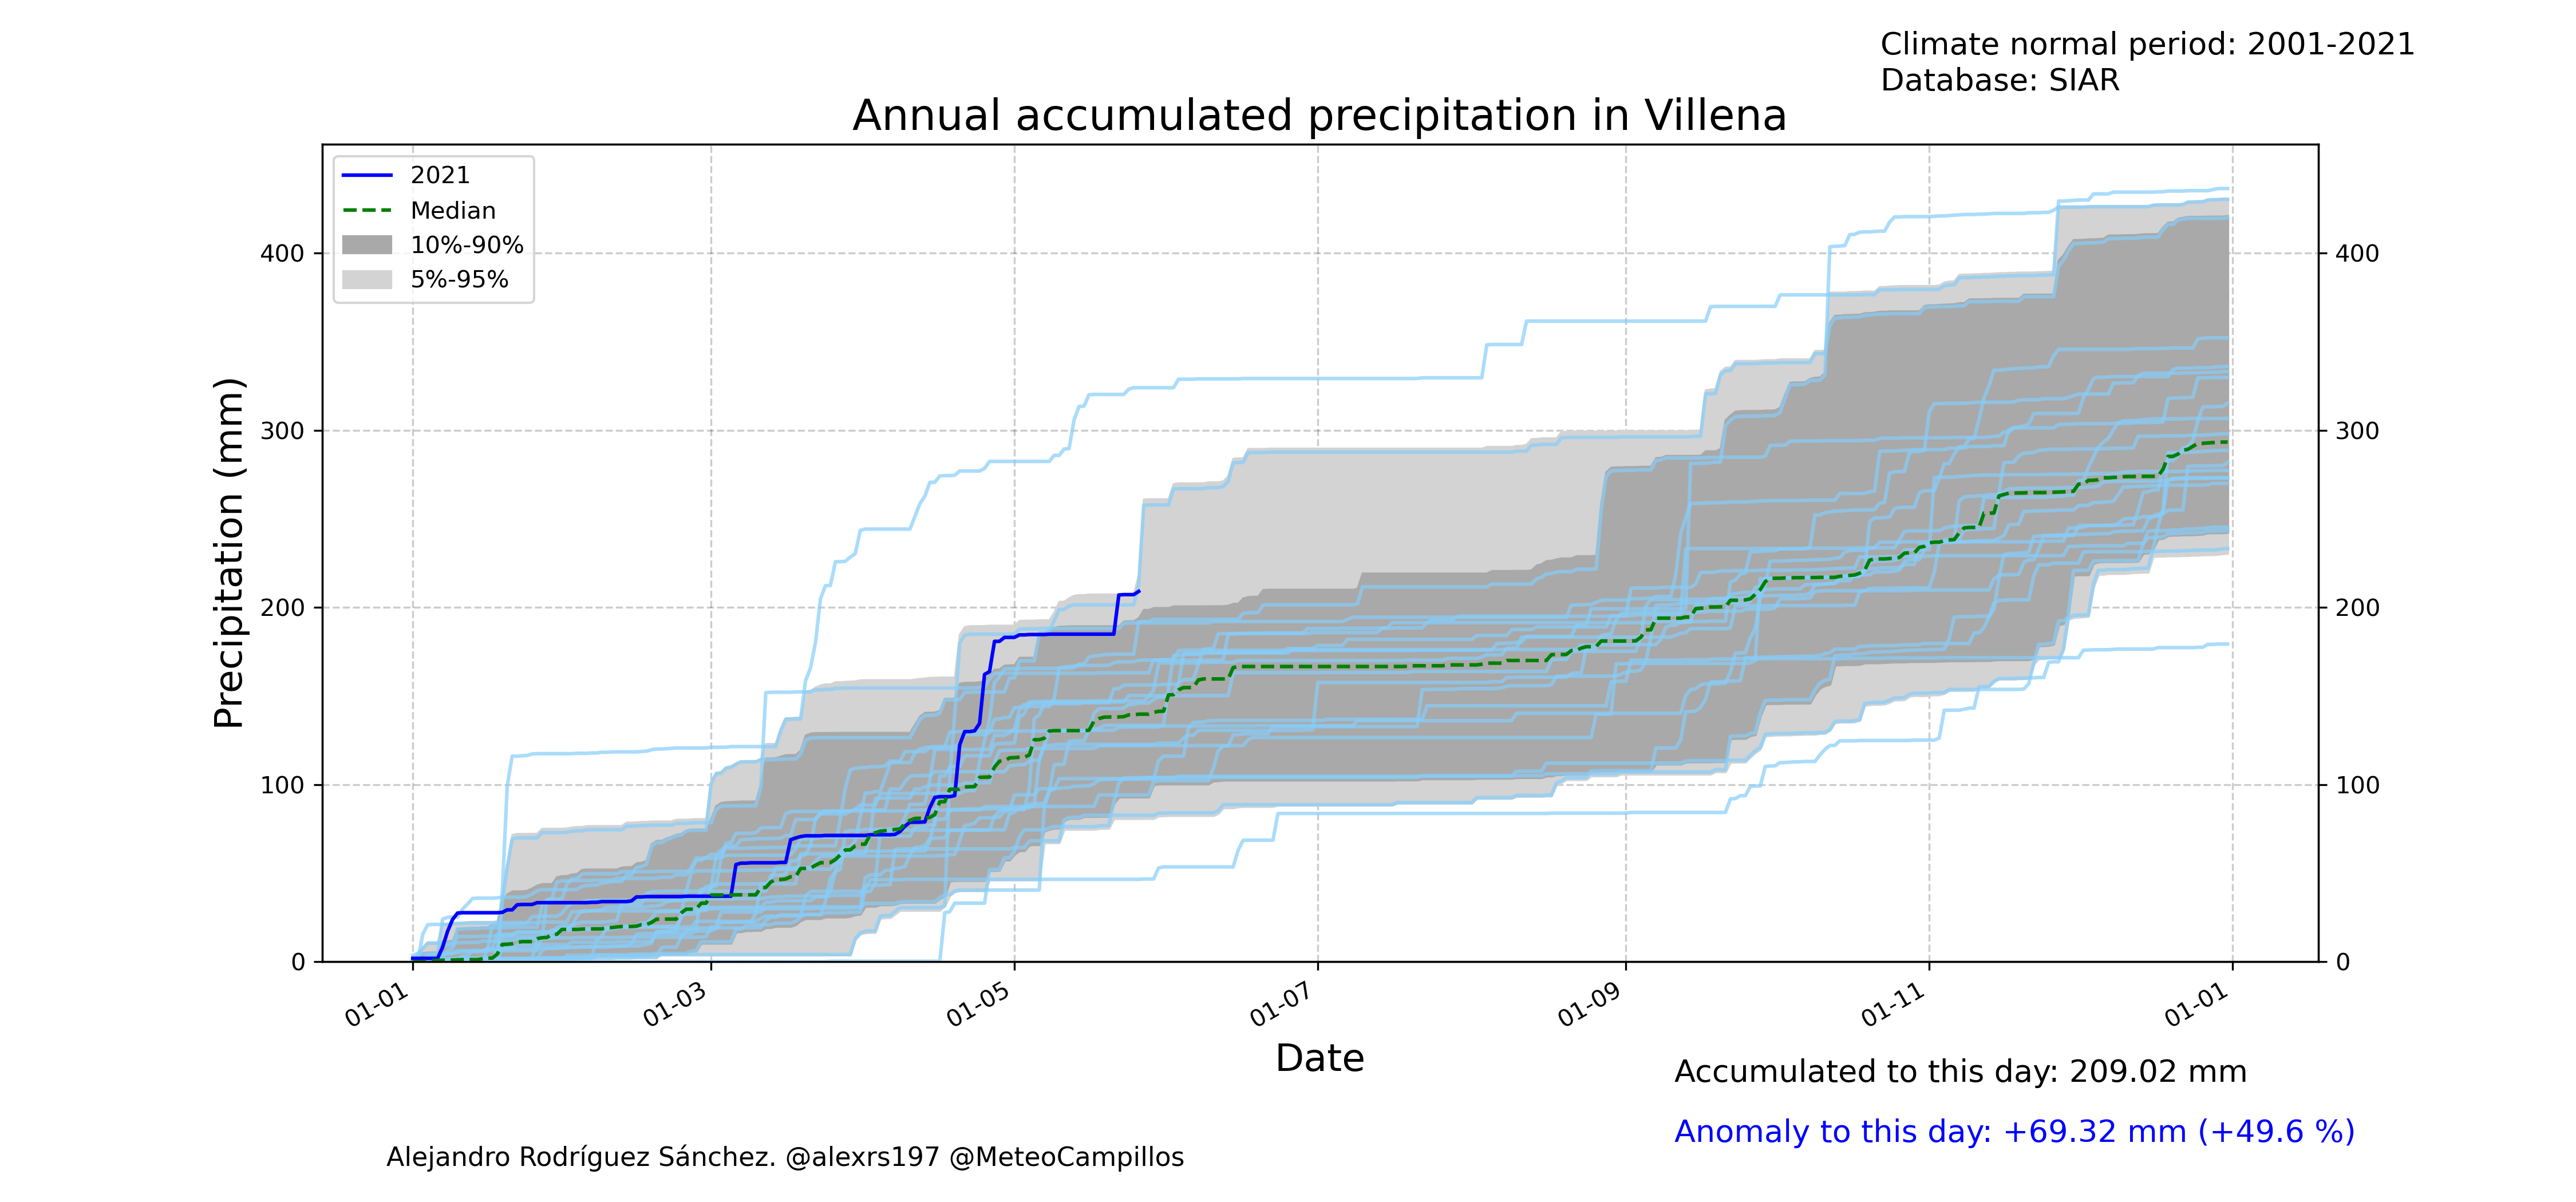 Climate normal period: 2001-2021
Database: SIAR
Annual accumulated precipitation in Villena
2021
Median
10%-90%
5%-95%
Precipitation (mm)
400
300
200
100
0
400
300
200
100
0
01-01
01-03
01-05
01-07
01-09
01-11
01-01
Date
Accumulated to this day: 209.02 mm
Anomaly to this day: +69.32 mm (+49.6 %)
Alejandro Rodríguez Sánchez. @alexrs197 @MeteoCampillos